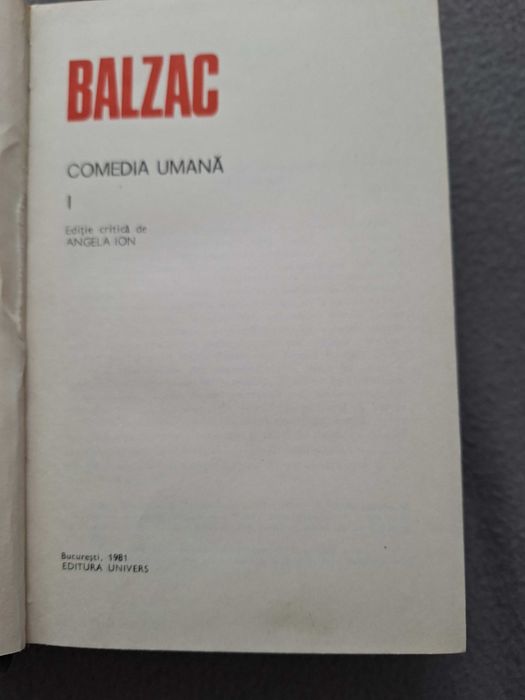 BALZAC
COMEDIA UMANĂ
I
Ediție critică de
ANGELA ION
București, 1981
EDITURA UNIVERS